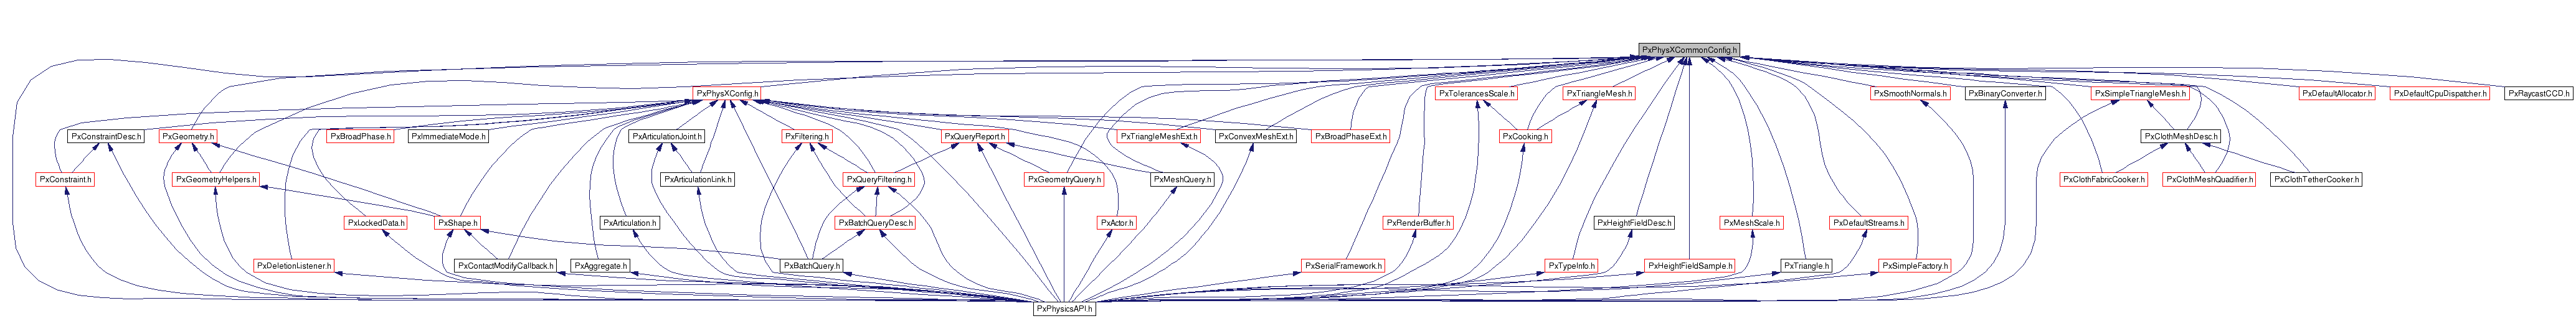 PxPhysXCommonConfig.h
PxPhysXConfig.h
PxTolerancesScale.h
PxTriangleMesh.h
PxSmoothNormals.h
PxBinaryConverter.h
PxSimpleTriangleMesh.h
PxDefaultAllocator.h
PxDefaultCpuDispatcher.h
PxRaycastCCD.h
PxConstraintDesc.h
PxGeometry.h
PxBroadPhase.h
PxImmediateMode.h
PxArticulationJoint.h
PxFiltering.h
PxQueryReport.h
PxTriangleMeshExt.h
PxConvexMeshExt.h
PxBroadPhaseExt.h
PxCooking.h
PxClothMeshDesc.h
PxConstraint.h
PxGeometryHelpers.h
PxArticulationLink.h
PxQueryFiltering.h
PxGeometryQuery.h
PxMeshQuery.h
PxClothFabricCooker.h
PxClothMeshQuadifier.h
PxClothTetherCooker.h
PxLockedData.h
PxShape.h
PxArticulation.h
PxBatchQueryDesc.h
PxActor.h
PxRenderBuffer.h
PxHeightFieldDesc.h
PxMeshScale.h
PxDefaultStreams.h
PxDeletionListener.h
PxContactModifyCallback.h
PxAggregate.h
PxBatchQuery.h
PxSerialFramework.h
PxTypeInfo.h
PxHeightFieldSample.h
PxTriangle.h
PxSimpleFactory.h
PxPhysicsAPI.h